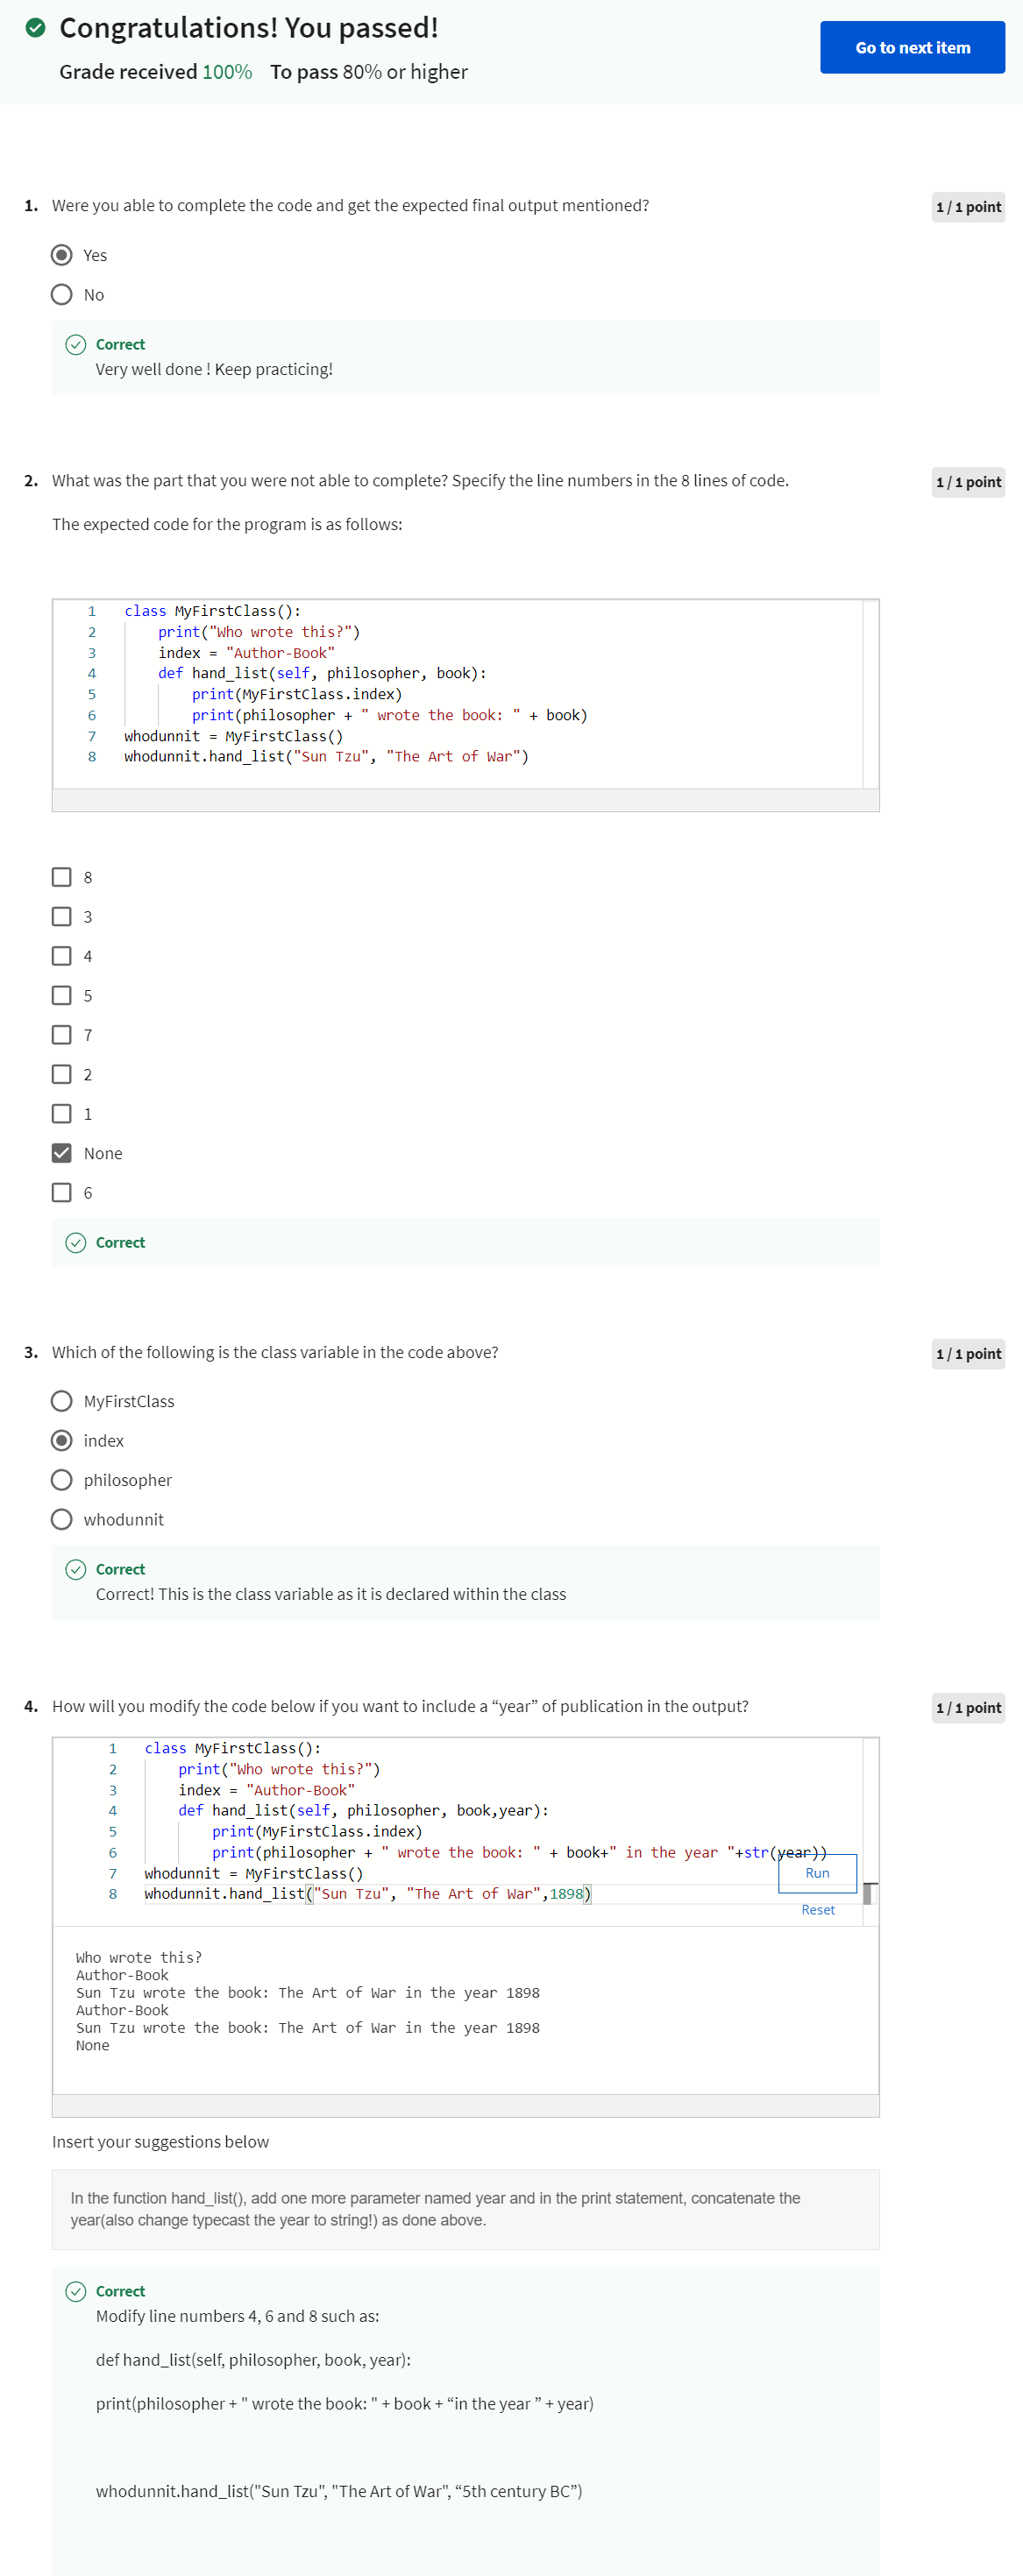 Congratulations! You passed!
Go to next item
Grade received 100% To pass 80% or higher
1. Were you able to complete the code and get the expected final output mentioned?
1 / 1 point
Yes
No
Correct
Very well done ! Keep practicing!
2. What was the part that you were not able to complete? Specify the line numbers in the 8 lines of code.
1 / 1 point
The expected code for the program is as follows:
1 class MyFirstClass():
2 print("Who wrote this?")
3 index = "Author-Book"
4 def hand_list(self, philosopher, book):
5 print(MyFirstClass.index)
6 print(philosopher + " wrote the book: " + book)
7 whodunnit = MyFirstClass()
8 whodunnit.hand_list("Sun Tzu", "The Art of War")
8
3
4
5
7
2
1
None
6
Correct
3. Which of the following is the class variable in the code above?
1 / 1 point
MyFirstClass
index
philosopher
whodunnit
Correct
Correct! This is the class variable as it is declared within the class
4. How will you modify the code below if you want to include a “year” of publication in the output?
1 / 1 point
1 class MyFirstClass():
2 print("Who wrote this?")
3 index = "Author-Book"
4 def hand_list(self, philosopher, book,year):
5 print(MyFirstClass.index)
6 print(philosopher + " wrote the book: " + book+" in the year "+str(year))
7 whodunnit = MyFirstClass()
Run
8 whodunnit.hand_list("Sun Tzu", "The Art of War",1898)
Reset
Who wrote this?
Author-Book
Sun Tzu wrote the book: The Art of War in the year 1898
Author-Book
Sun Tzu wrote the book: The Art of War in the year 1898
None
Insert your suggestions below
In the function hand_list(), add one more parameter named year and in the print statement, concatenate the
year(also change typecast the year to string!) as done above.
Correct
Modify line numbers 4, 6 and 8 such as:
def hand_list(self, philosopher, book, year):
print(philosopher + " wrote the book: " + book + “in the year ” + year)
whodunnit.hand_list("Sun Tzu", "The Art of War", “5th century BC”)